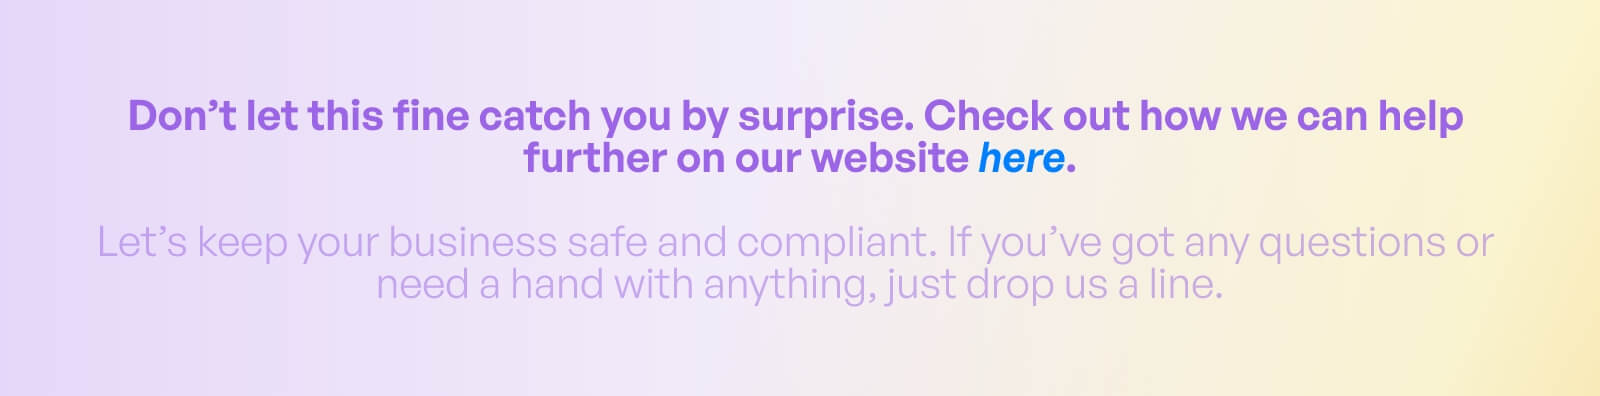 Don’t let this fine catch you by surprise. Check out how we can help
further on our website here.
Let’s keep your business safe and compliant. If you’ve got any questions or
need a hand with anything, just drop us a line.